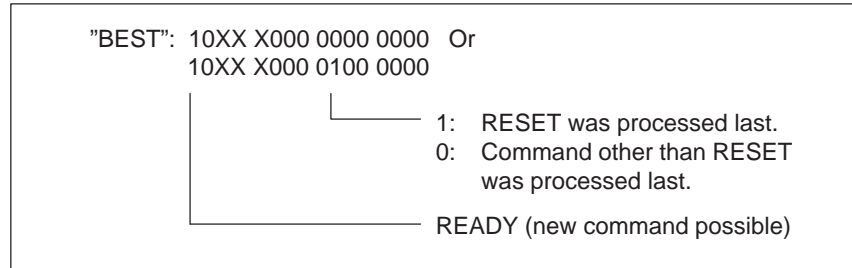 ”BEST”: 10XX X000 0000 0000 Or
10XX X000 0100 0000
1: RESET was processed last.
0: Command other than RESET
was processed last.
READY (new command possible)